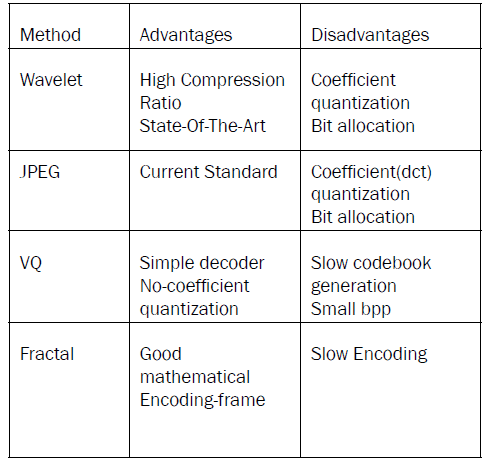 Method Advantages Disadvantages
Wavelet High Compression Coefficient
Ratio quantization
State-Of-The-Art Bit allocation
JPEG Current Standard Coefficient(dct)
quantization
Bit allocation
VQ Simple decoder Slow codebook
No-coefficient generation
quantization Small bpp
Fractal Good Slow Encoding
mathematical
Encoding-frame